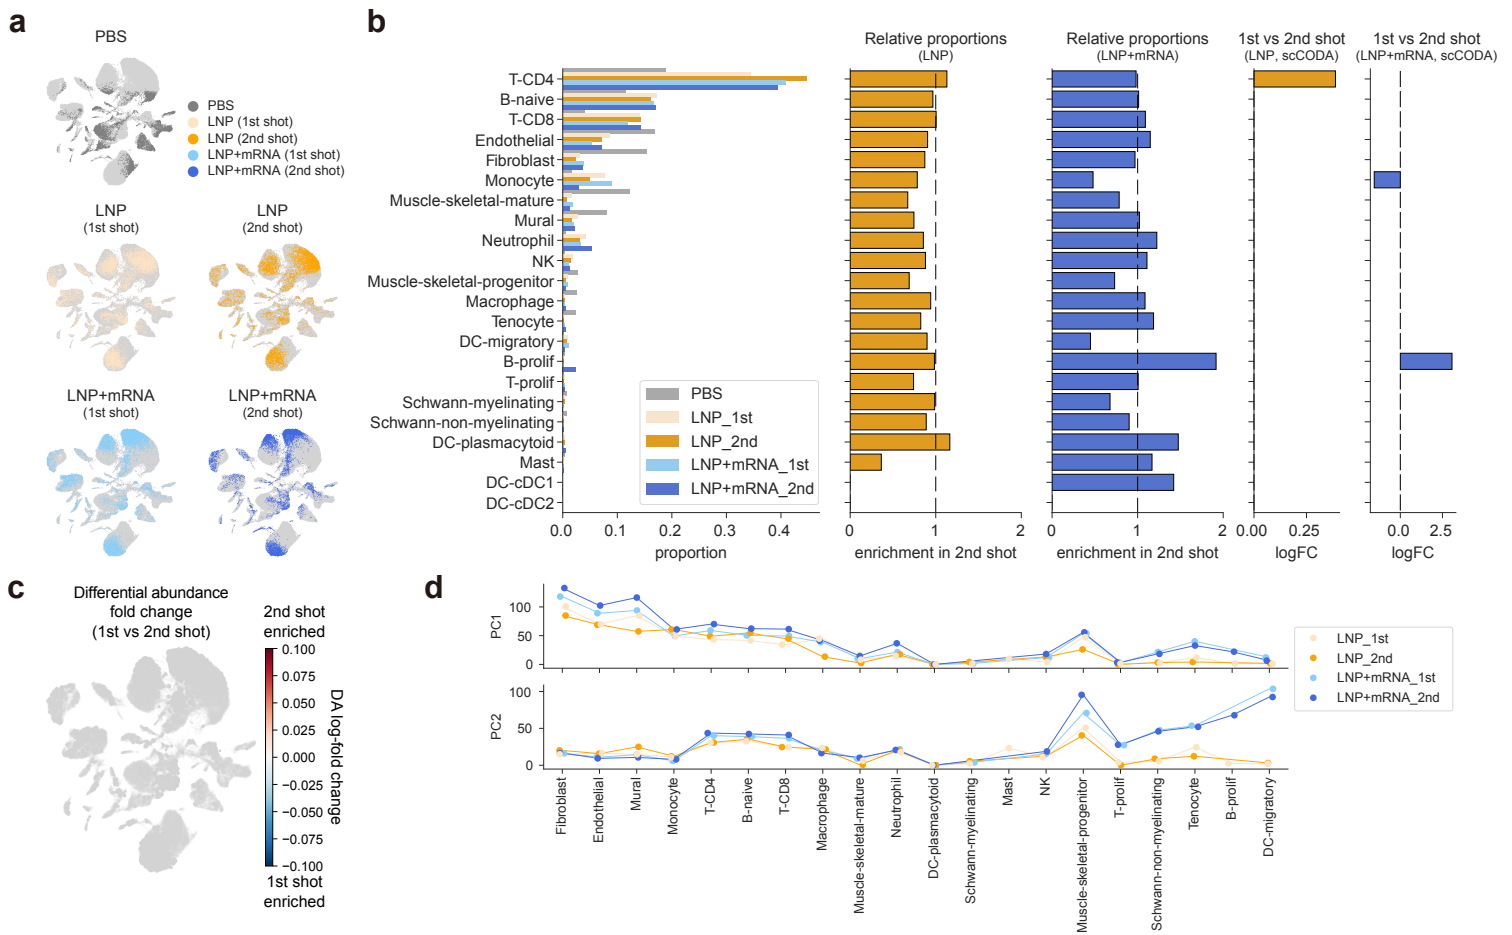 a
PBS
PBS
LNP (1st shot)
LNP (2nd shot)
LNP+mRNA (1st shot)
LNP+mRNA (2nd shot)
LNP
(1st shot)
LNP
(2nd shot)
LNP+mRNA
(1st shot)
LNP+mRNA
(2nd shot)
b
T-CD4
B-naive
T-CD8
Endothelial
Fibroblast
Monocyte
Muscle-skeletal-mature
Mural
Neutrophil
NK
Muscle-skeletal-progenitor
Macrophage
Tenocyte
DC-migratory
B-prolif
T-prolif
Schwann-myelinating
Schwann-non-myelinating
DC-plasmacytoid
Mast
DC-cDC1
DC-cDC2
PBS
LNP_1st
LNP_2nd
LNP+mRNA_1st
LNP+mRNA_2nd
0.0 0.1 0.2 0.3 0.4
proportion
Relative proportions
(LNP)
0 1 2
enrichment in 2nd shot
Relative proportions
(LNP+mRNA)
0 1 2
enrichment in 2nd shot
1st vs 2nd shot
(LNP, scCODA)
0.00 0.25
logFC
1st vs 2nd shot
(LNP+mRNA, scCODA)
0 2.5
logFC
c
Differential abundance
fold change
(1st vs 2nd shot)
2nd shot
enriched
0.100
0.075
0.050
0.025
0.000
−0.025
−0.050
−0.075
−0.100
DA log-fold change
1st shot
enriched
d
PC1
100
50
0
PC2
100
50
0
Fibroblast
Endothelial
Mural
Monocyte
T-CD4
B-naive
T-CD8
Macrophage
Muscle-skeletal-mature
Neutrophil
DC-plasmacytoid
Schwann-myelinating
Mast
NK
Muscle-skeletal-progenitor
T-prolif
Schwann-non-myelinating
Tenocyte
B-prolif
DC-migratory
LNP_1st
LNP_2nd
LNP+mRNA_1st
LNP+mRNA_2nd